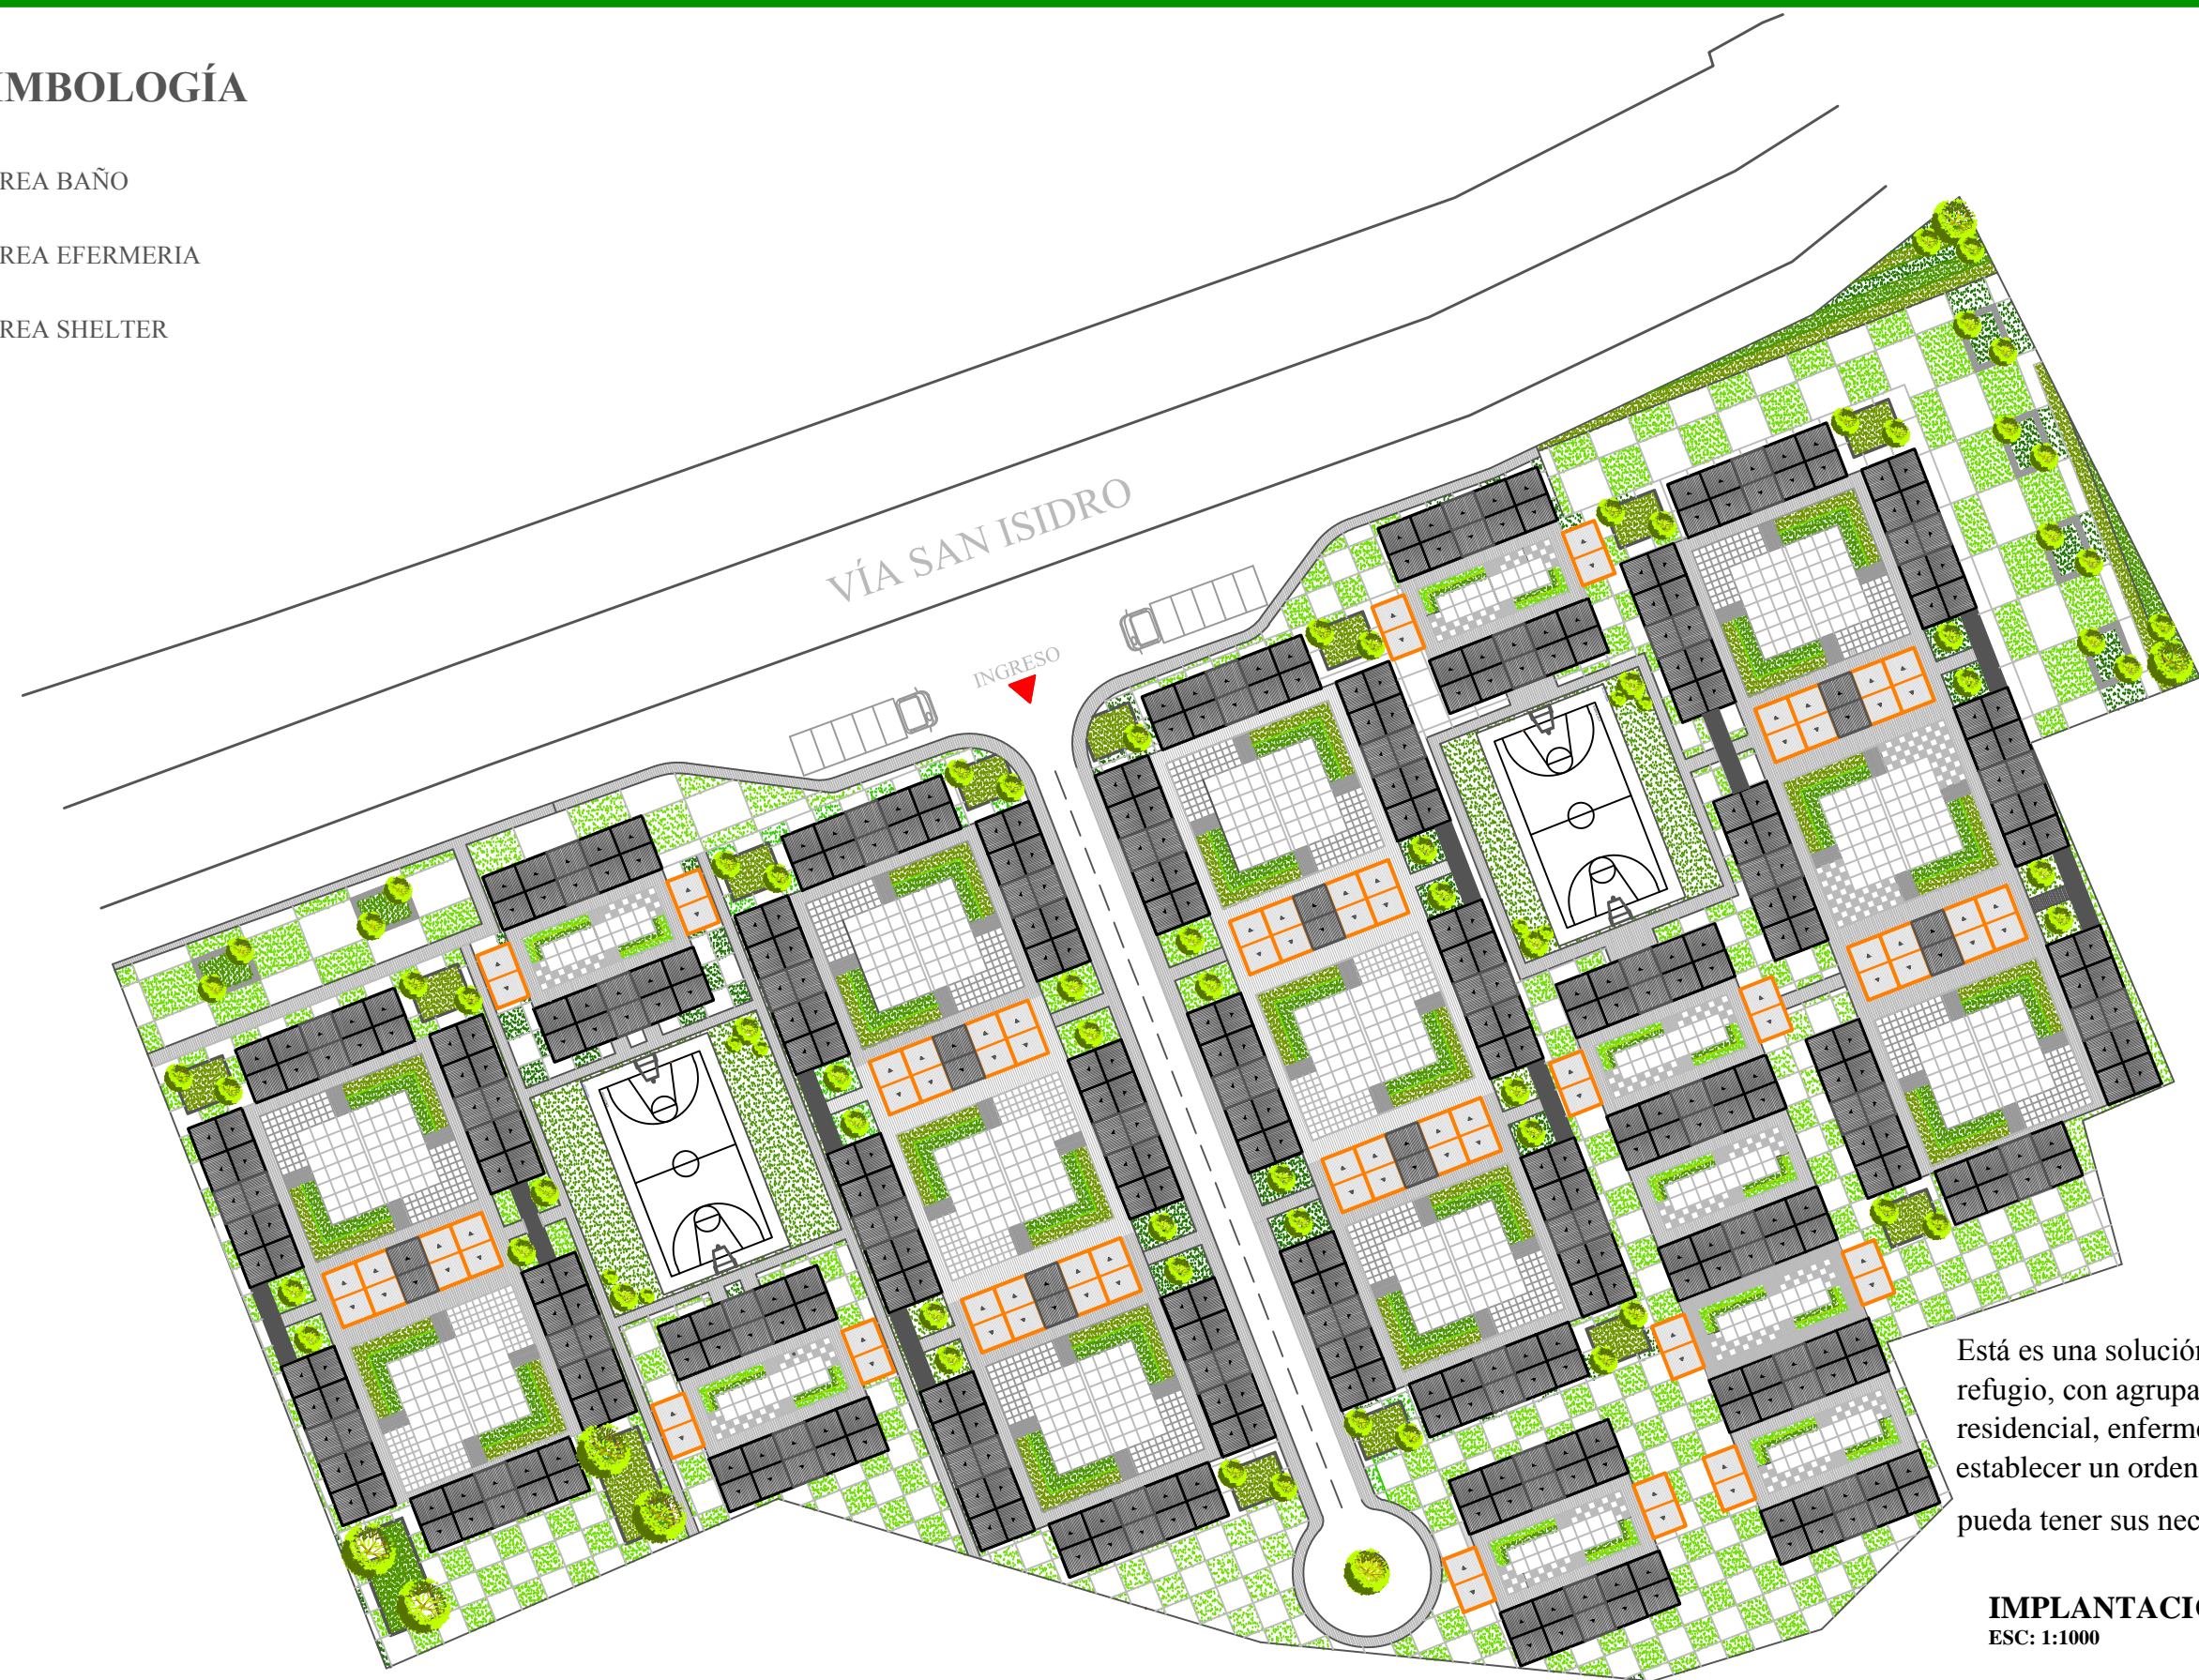 IMBOLOGÍA
REA BAÑO
REA EFERMERIA
REA SHELTER
VÍA SAN ISIDRO
INGRESO
Está es una solución
refugio, con agrupa
residencial, enferme
establecer un orden
pueda tener sus nec
IMPLANTACIÓ
ESC: 1:1000